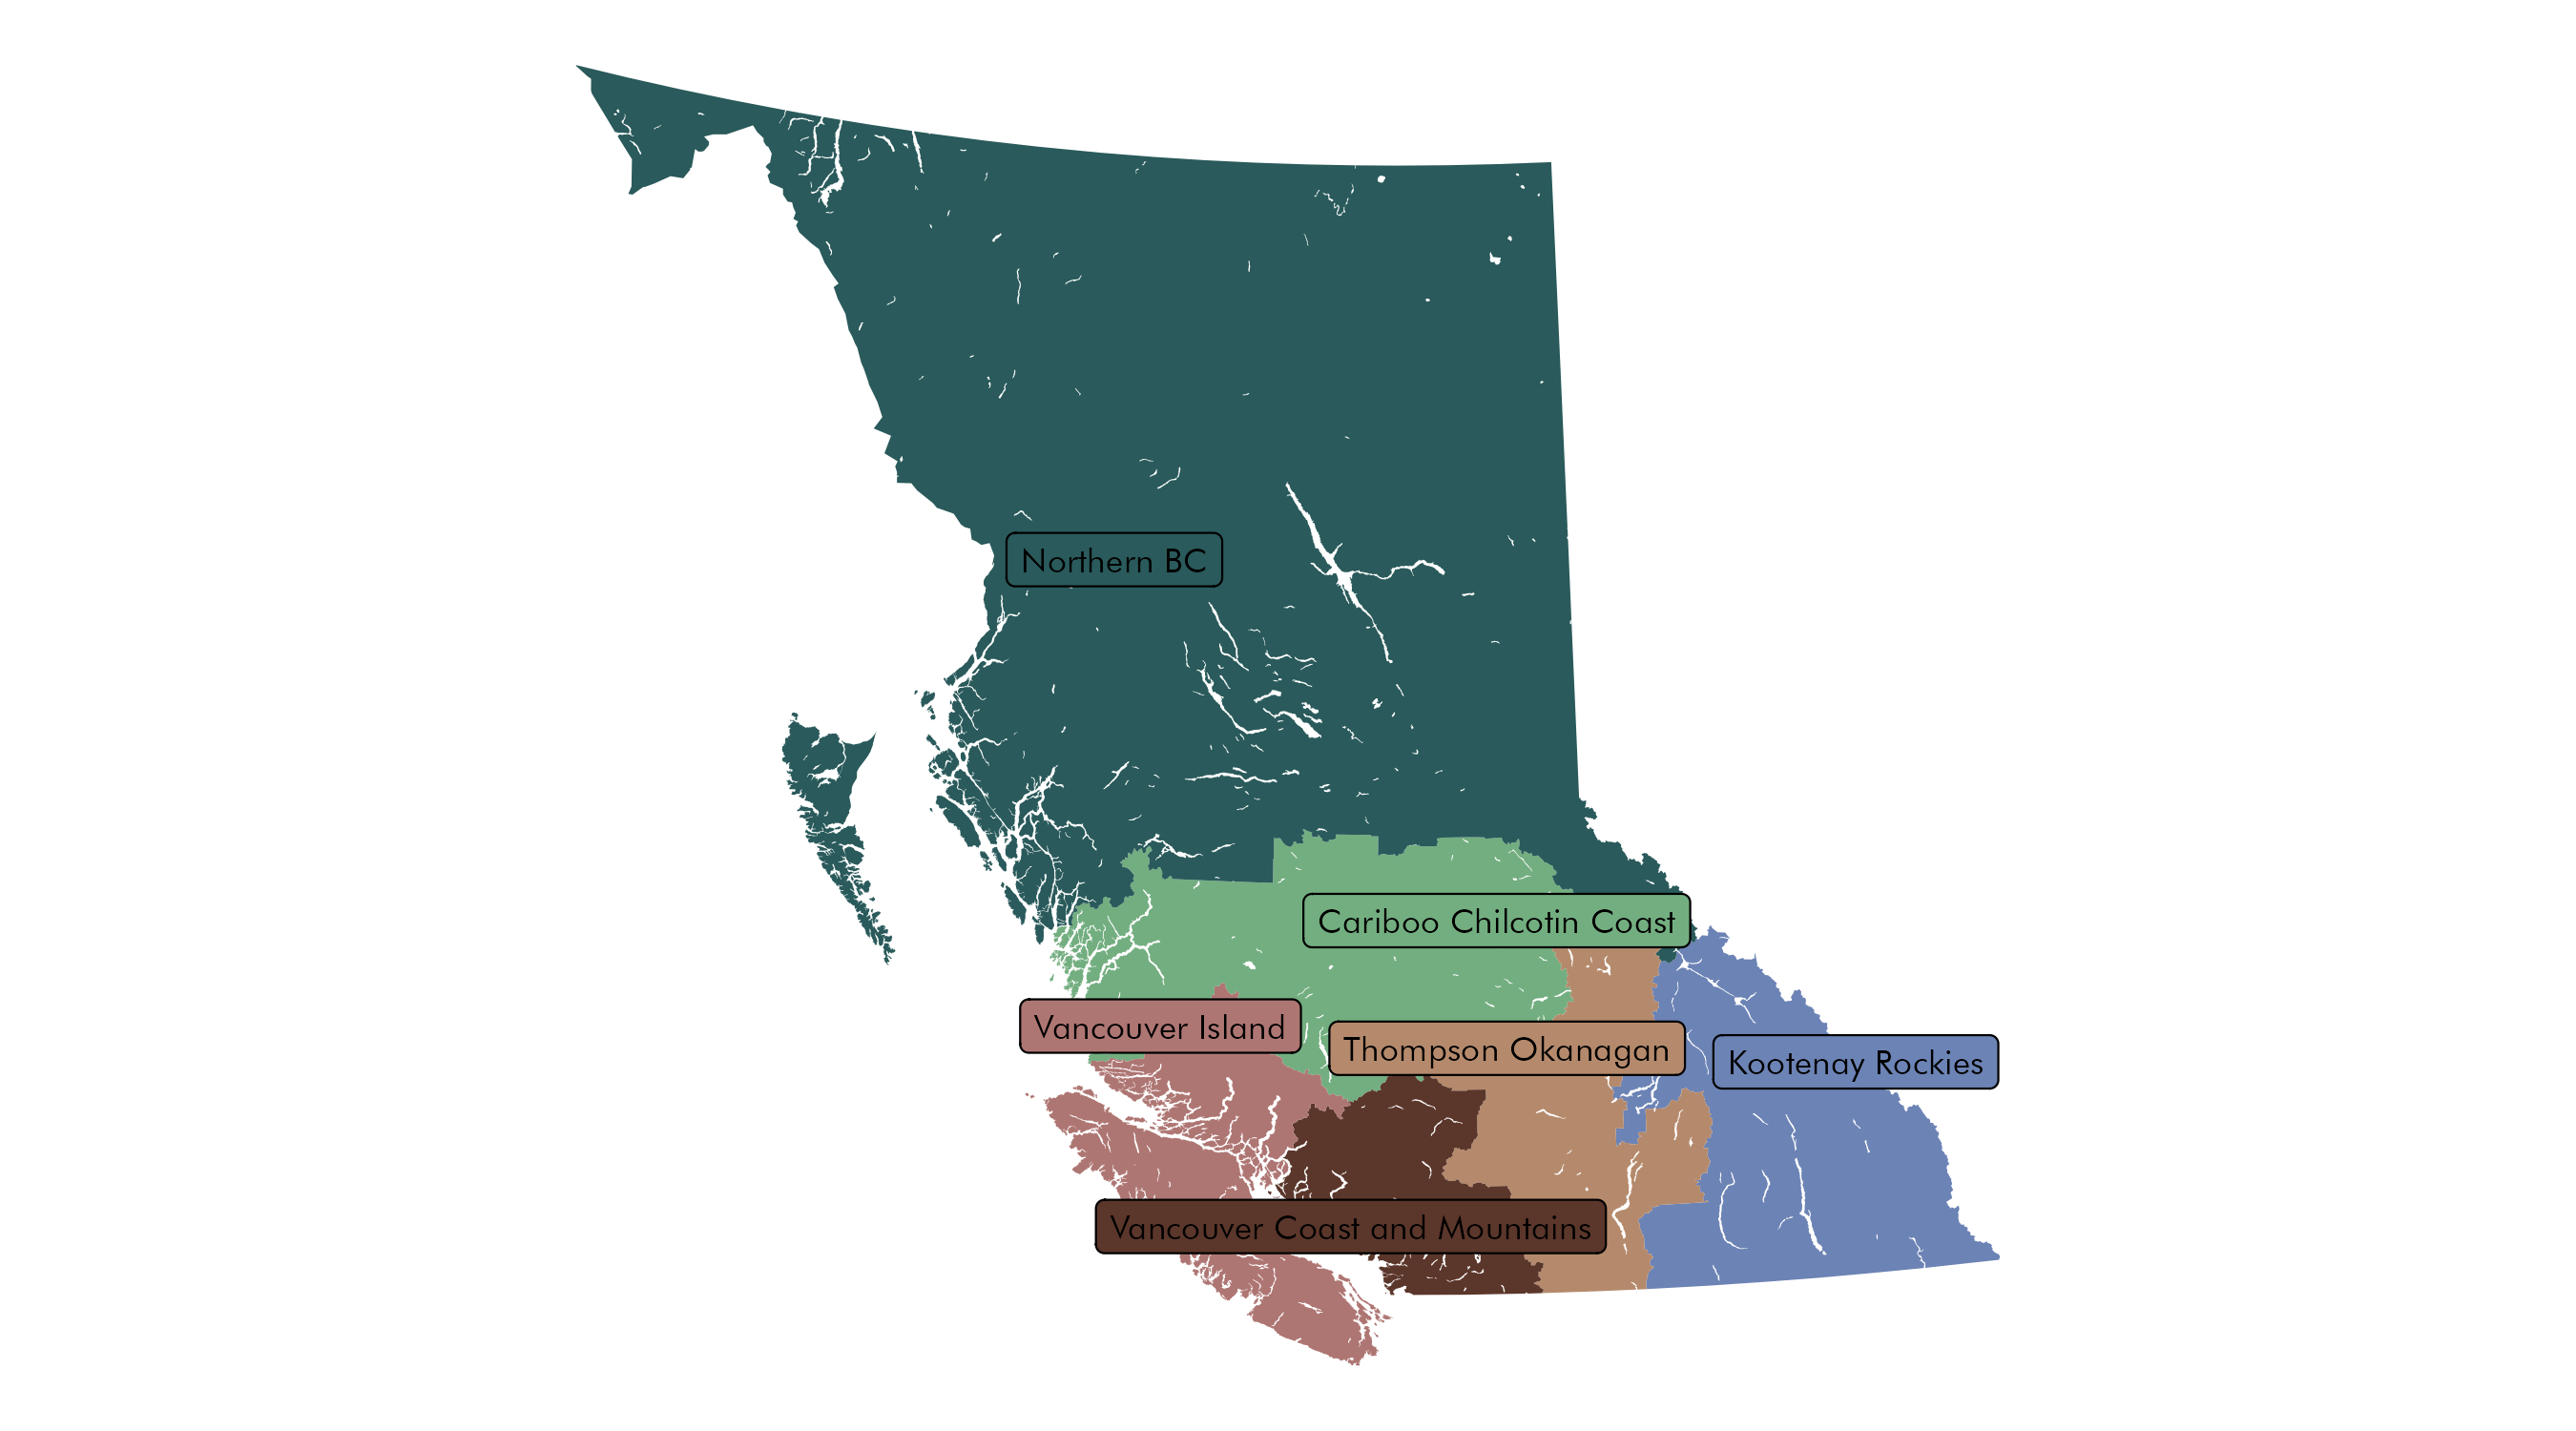 Northern BC
Cariboo Chilcotin Coast
Vancouver Island
Thompson Okanagan
Kootenay Rockies
Vancouver Coast and Mountains